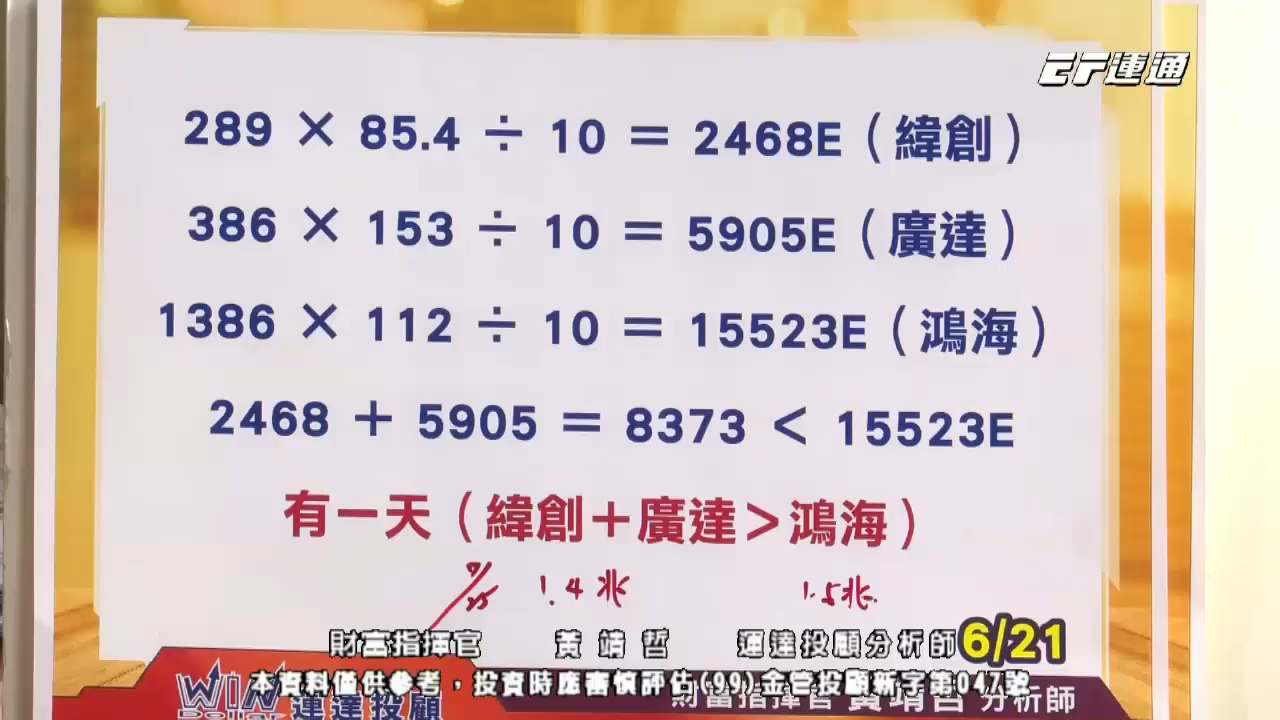 EF運通
289 × 85.4 ÷ 10 = 2468E（緯創）
386 × 153 ÷ 10 = 5905E（廣達）
1386 × 112 ÷ 10 = 15523E（鴻海）
2468 + 5905 = 8373 < 15523E
有一天（緯創＋廣達＞鴻海）
1.4兆 1.5兆
財富指揮官 黃靖哲 運達投顧分析師 6/21
本資料僅供參考，投資時應審慎評估(99)金管投顧新字第047號
WIN Dollar 運達投顧 財富指揮官 黃靖哲 分析師